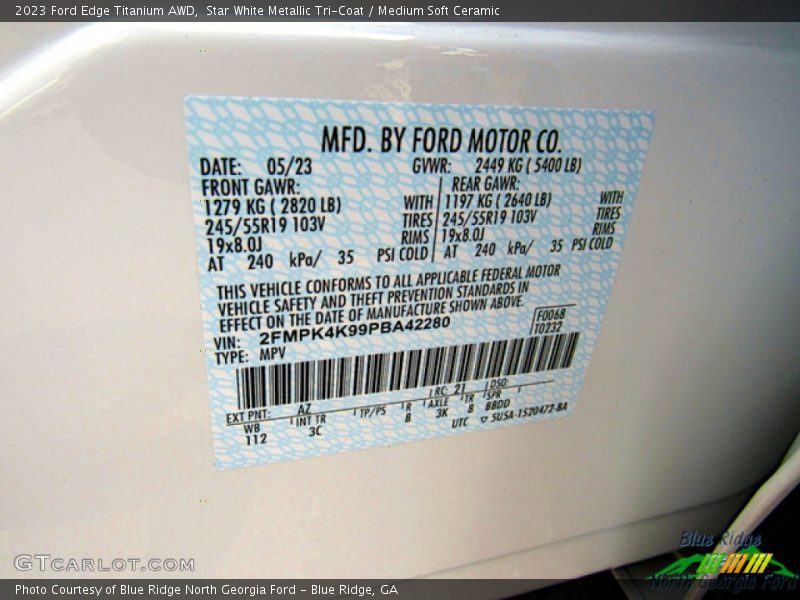 2023 Ford Edge Titanium AWD, Star White Metallic Tri-Coat / Medium Soft Ceramic
MFD. BY FORD MOTOR CO.
DATE: 05/23 GVWR: 2449 KG ( 5400 LB)
FRONT GAWR: REAR GAWR:
1279 KG ( 2820 LB) WITH 1197 KG ( 2640 LB) WITH
245/55R19 103V TIRES 245/55R19 103V TIRES
19x8.0J RIMS 19x8.0J RIMS
AT 240 kPa/ 35 PSI COLD AT 240 kPa/ 35 PSI COLD
THIS VEHICLE CONFORMS TO ALL APPLICABLE FEDERAL MOTOR
VEHICLE SAFETY AND THEFT PREVENTION STANDARDS IN
EFFECT ON THE DATE OF MANUFACTURE SHOWN ABOVE.
VIN: 2FMPK4K99PBA42280 F0068
TYPE: MPV T0232
EXT PNT: AZ RC: 21 DSO:
WB INT TR TP/PS R AXLE TR SPR
112 3C B 3K 8 BBDD
UTC ▽ SU5A-1520472-BA
GTCARLOT.COM
Blue Ridge
North Georgia Ford
Photo Courtesy of Blue Ridge North Georgia Ford - Blue Ridge, GA